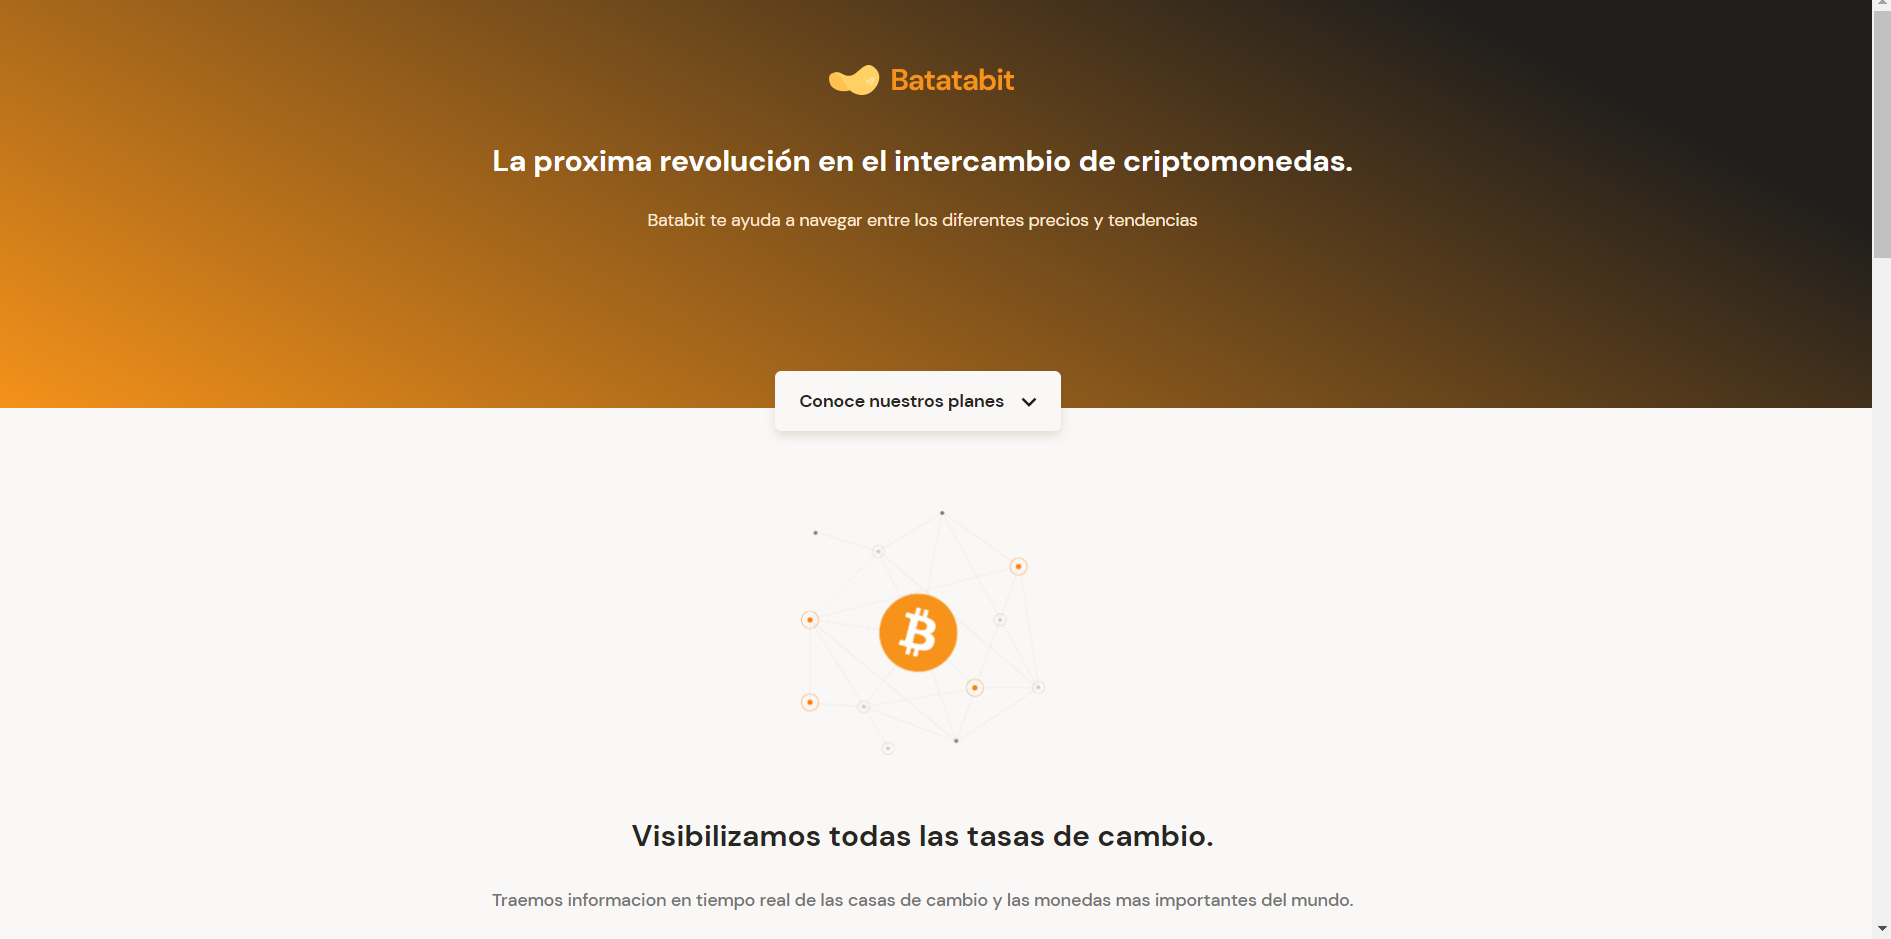 Batatabit
La proxima revolución en el intercambio de criptomonedas.
Batabit te ayuda a navegar entre los diferentes precios y tendencias
Conoce nuestros planes
Visibilizamos todas las tasas de cambio.
Traemos informacion en tiempo real de las casas de cambio y las monedas mas importantes del mundo.